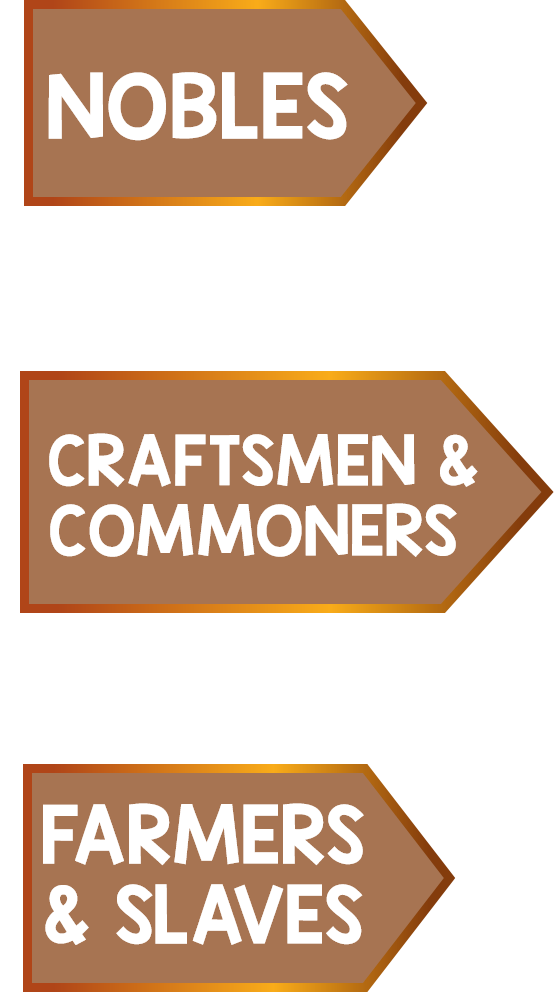 NOBLES
CRAFTSMEN &
COMMONERS
FARMERS
& SLAVES